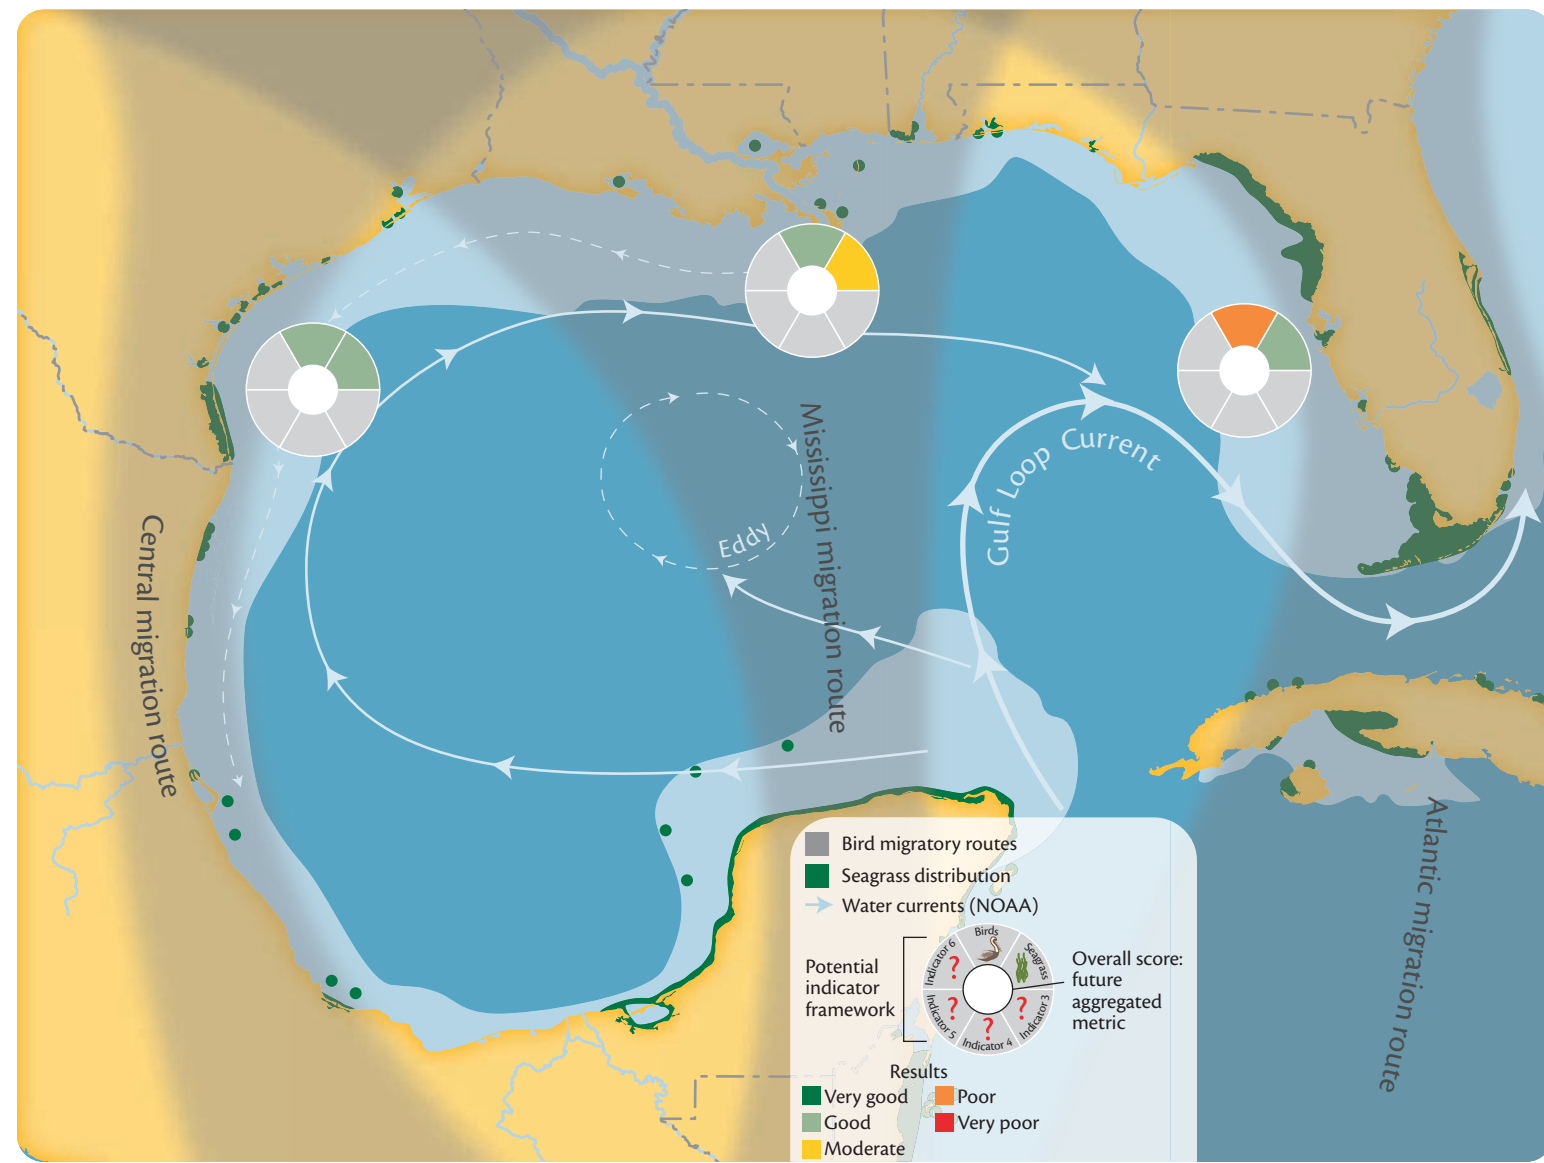 Central migration route
Mississippi migration route
Eddy
Gulf Loop Current
Atlantic migration route
Bird migratory routes
Seagrass distribution
Water currents (NOAA)
Potential
indicator
framework
Birds
Seagrass
Indicator 3
Indicator 4
Indicator 5
Indicator 6
?
?
?
?
Overall score:
future
aggregated
metric
Results
Very good
Good
Moderate
Poor
Very poor